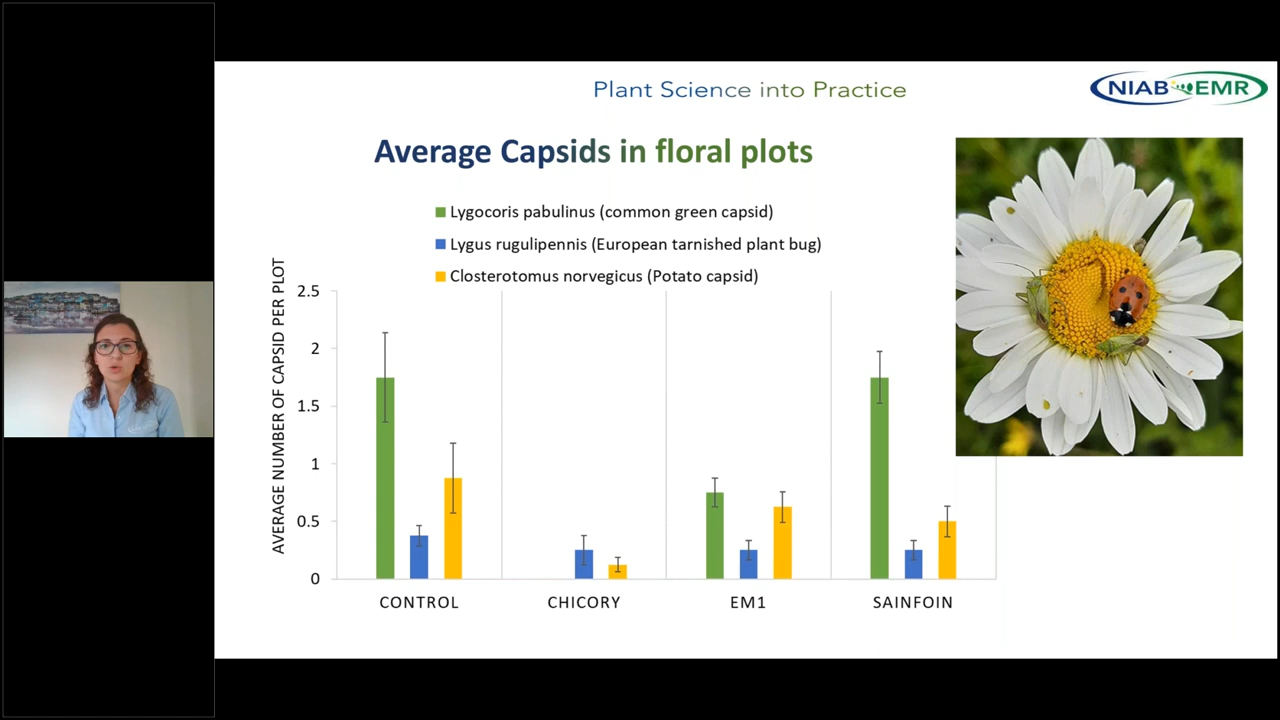 Plant Science into Practice
NIAB EMR
Average Capsids in floral plots
Lygocoris pabulinus (common green capsid)
Lygus rugulipennis (European tarnished plant bug)
Closterotomus norvegicus (Potato capsid)
AVERAGE NUMBER OF CAPSID PER PLOT
2.5
2
1.5
1
0.5
0
CONTROL CHICORY EM1 SAINFOIN